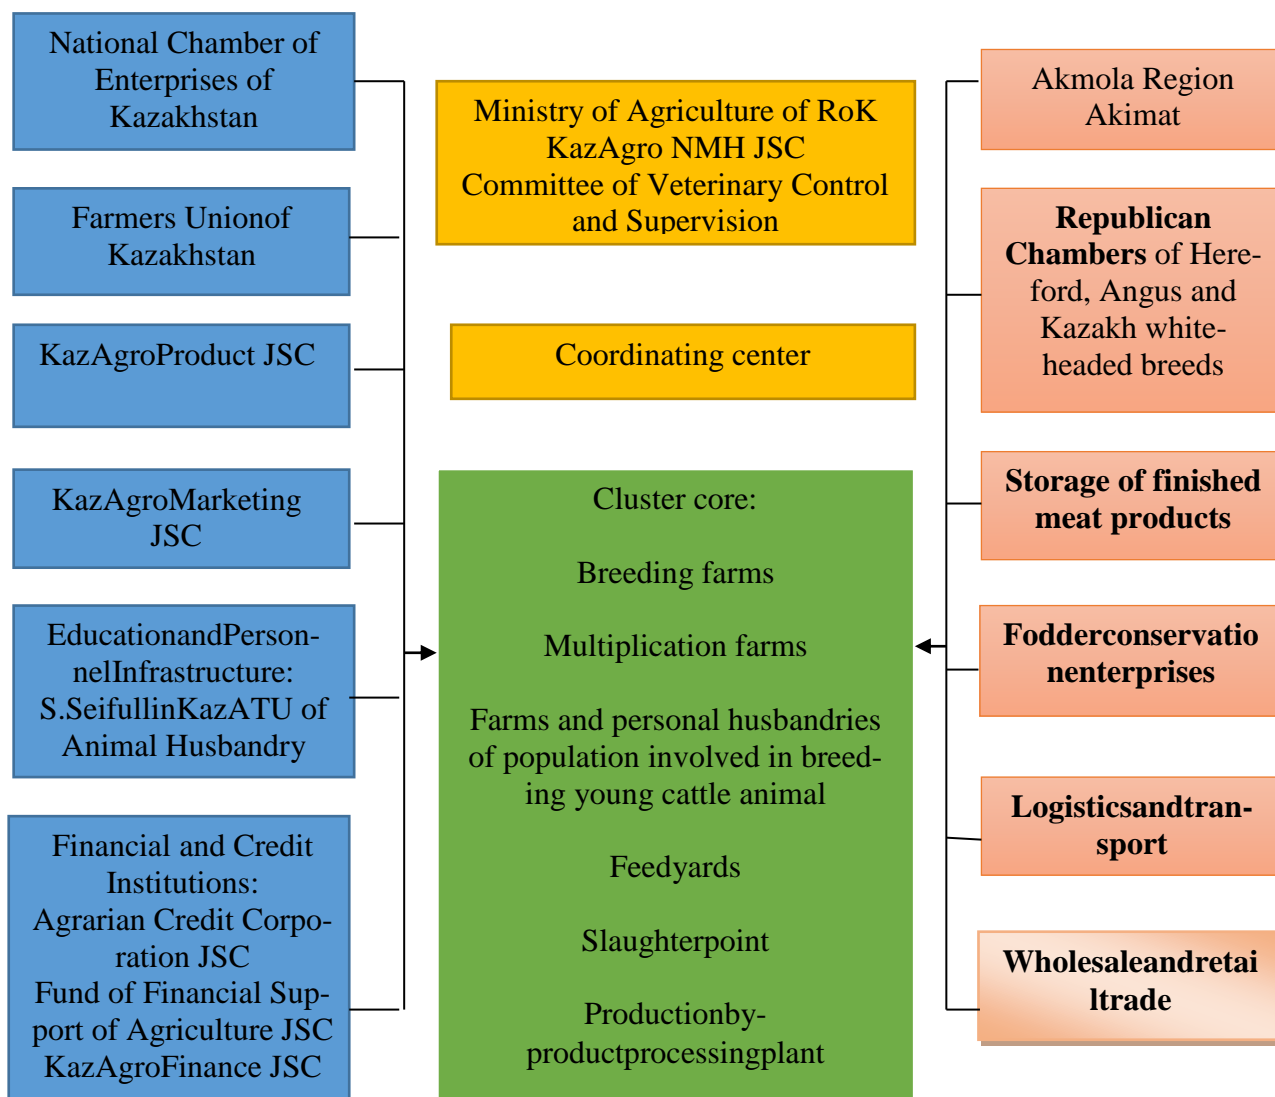 National Chamber of
Enterprises of
Kazakhstan
Farmers Unionof
Kazakhstan
KazAgroProduct JSC
KazAgroMarketing
JSC
EducationandPerson-
nelInfrastructure:
S.SeifullinKazATU of
Animal Husbandry
Financial and Credit
Institutions:
Agrarian Credit Corpo-
ration JSC
Fund of Financial Sup-
port of Agriculture JSC
KazAgroFinance JSC
Ministry of Agriculture of RoK
KazAgro NMH JSC
Committee of Veterinary Control
and Supervision
Coordinating center
Cluster core:
Breeding farms
Multiplication farms
Farms and personal husbandries
of population involved in breed-
ing young cattle animal
Feedyards
Slaughterpoint
Productionby-
productprocessingplant
Akmola Region
Akimat
Republican
Chambers of Here-
ford, Angus and
Kazakh white-
headed breeds
Storage of finished
meat products
Fodderconservatio
nenterprises
Logisticsandtran-
sport
Wholesaleandretai
ltrade